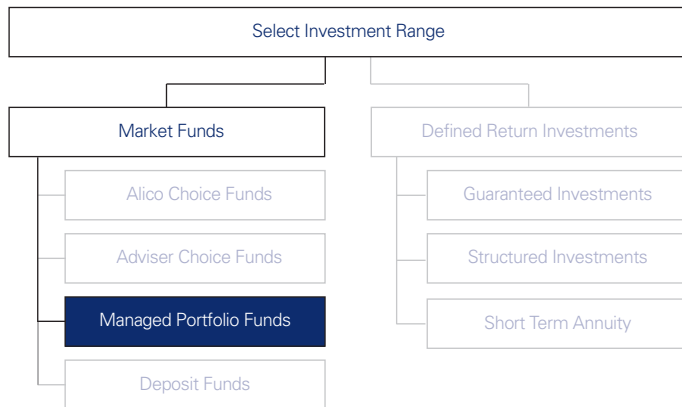 Select Investment Range
Market Funds
Alico Choice Funds
Adviser Choice Funds
Managed Portfolio Funds
Deposit Funds
Defined Return Investments
Guaranteed Investments
Structured Investments
Short Term Annuity